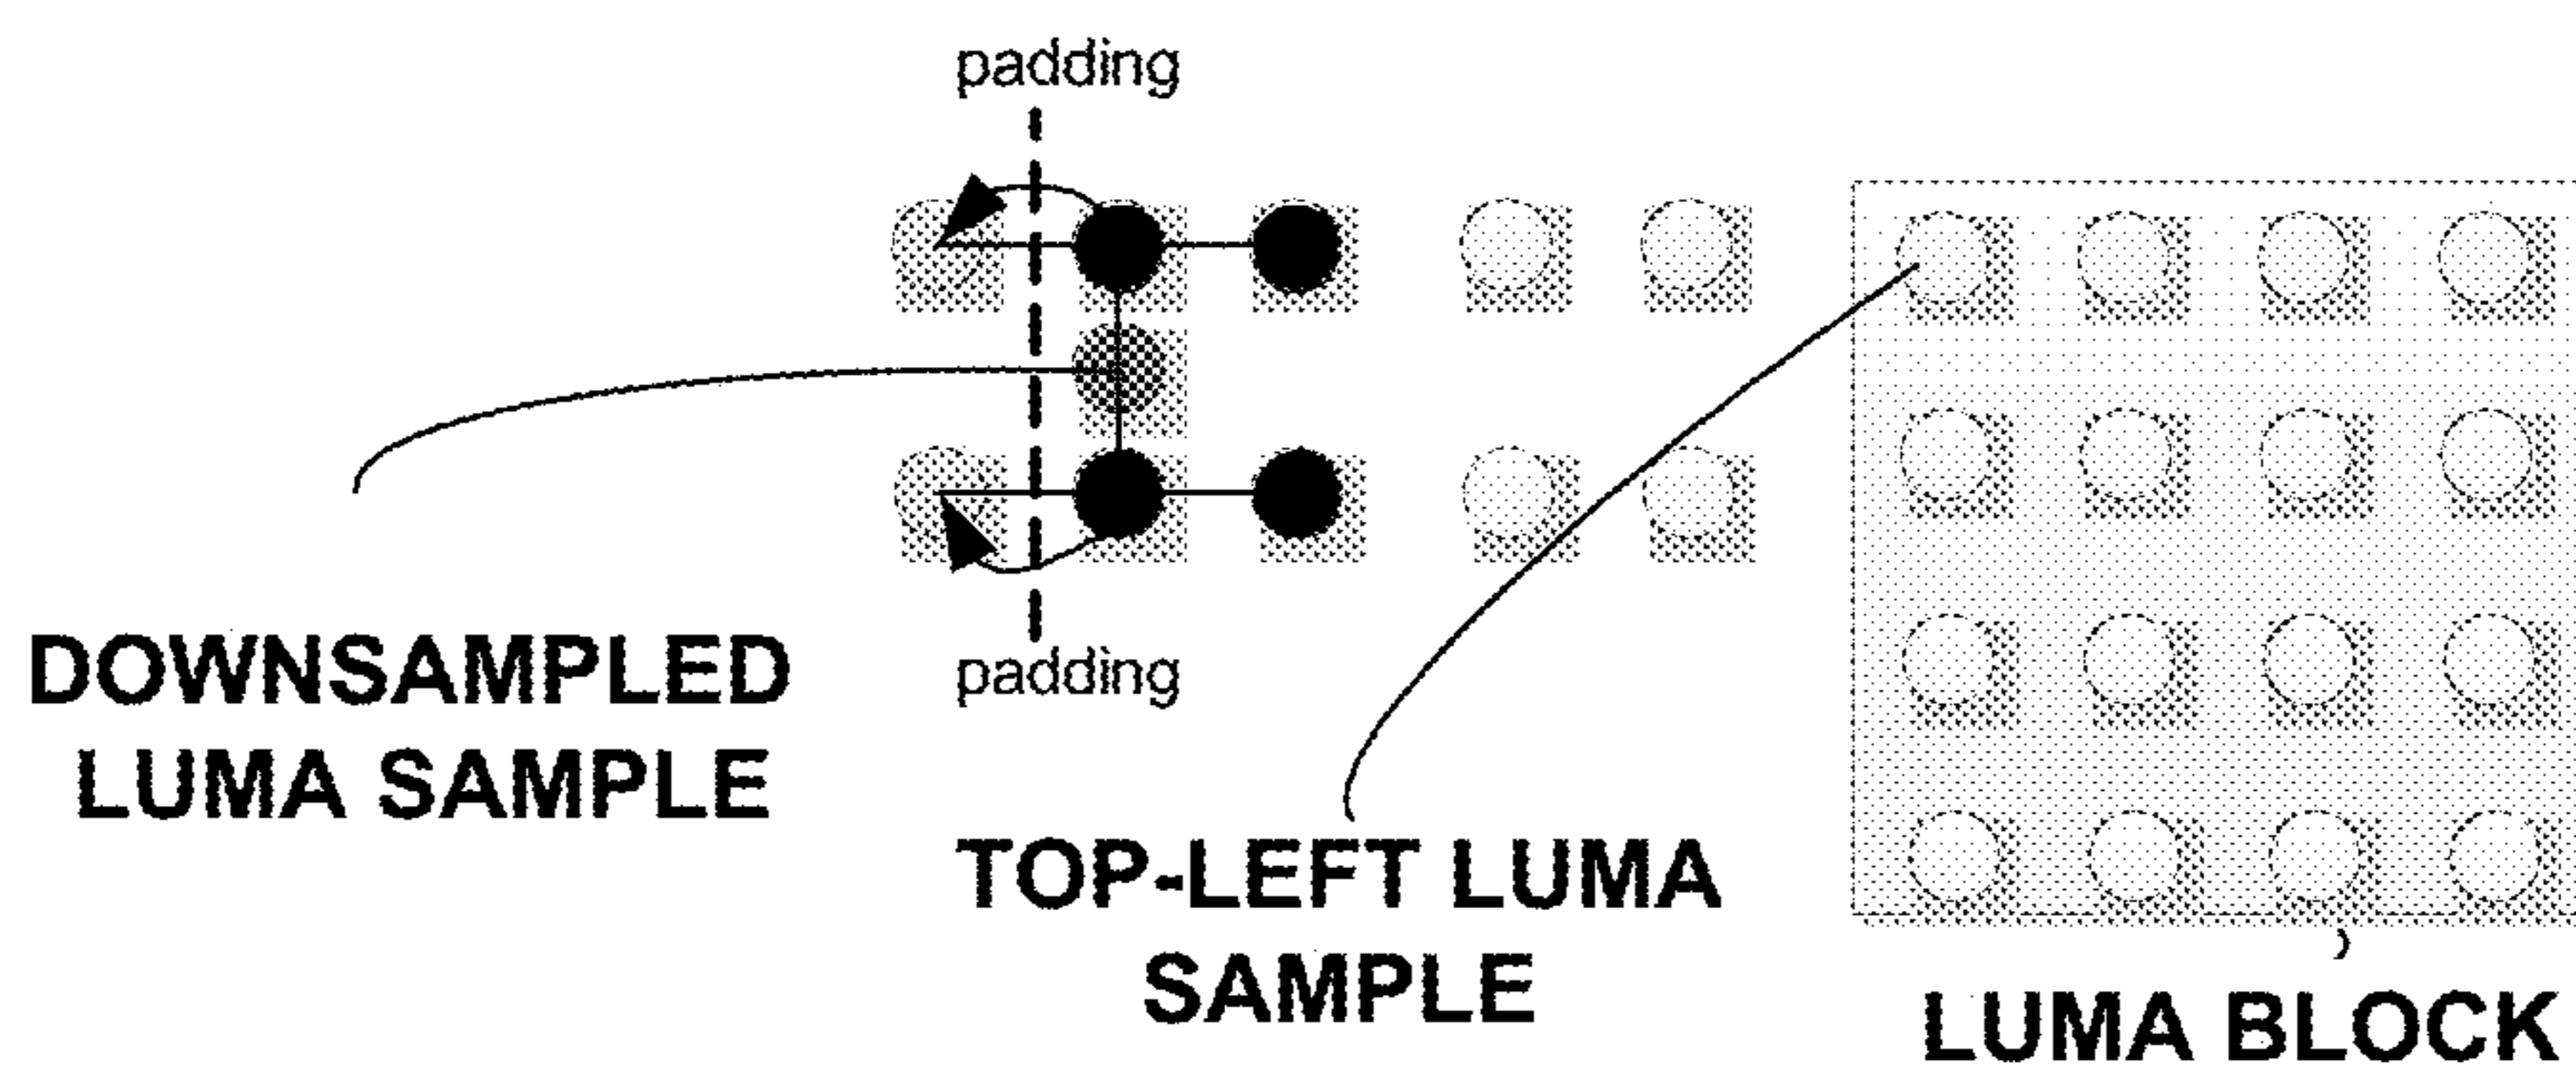 padding
padding
DOWNSAMPLED
LUMA SAMPLE
TOP-LEFT LUMA
SAMPLE
LUMA BLOCK